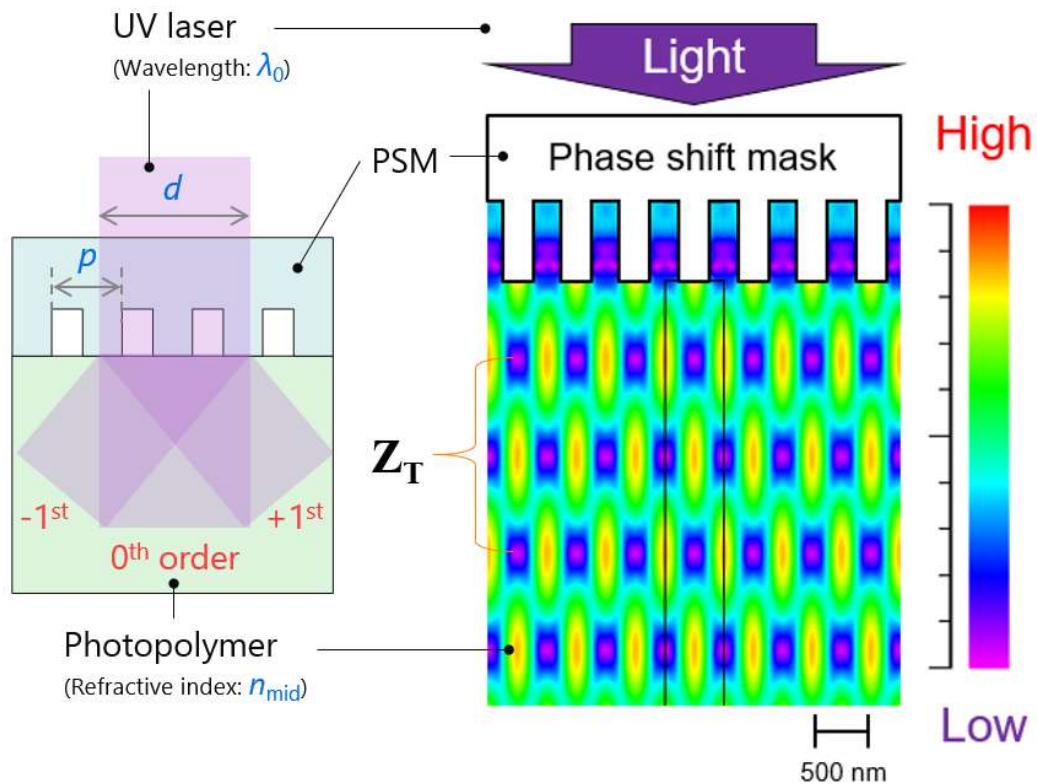 UV laser
(Wavelength: λ0)
Light
PSM
Phase shift mask
High
d
p
ZT
-1st
+1st
0th order
Photopolymer
(Refractive index: nmid)
Low
500 nm